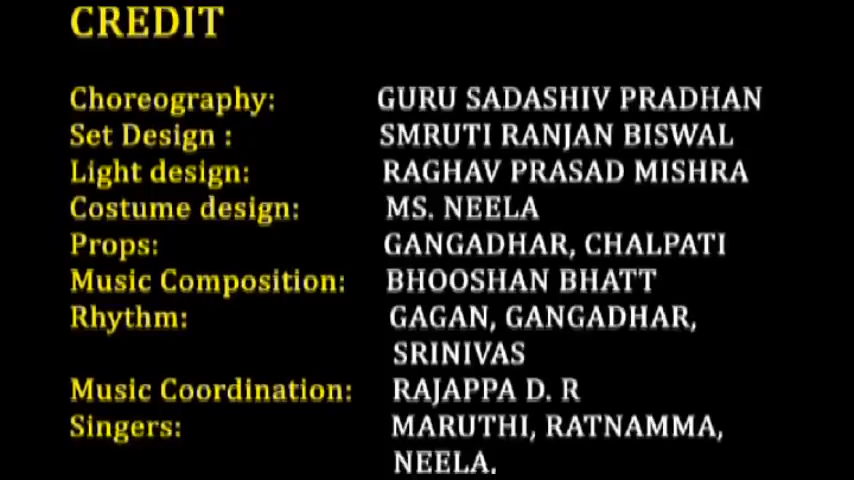 CREDIT
Choreography: GURU SADASHIV PRADHAN
Set Design : SMRUTI RANJAN BISWAL
Light design: RAGHAV PRASAD MISHRA
Costume design: MS. NEELA
Props: GANGADHAR, CHALPATI
Music Composition: BHOOSHAN BHATT
Rhythm: GAGAN, GANGADHAR,
SRINIVAS
Music Coordination: RAJAPPA D. R
Singers: MARUTHI, RATNAMMA,
NEELA,